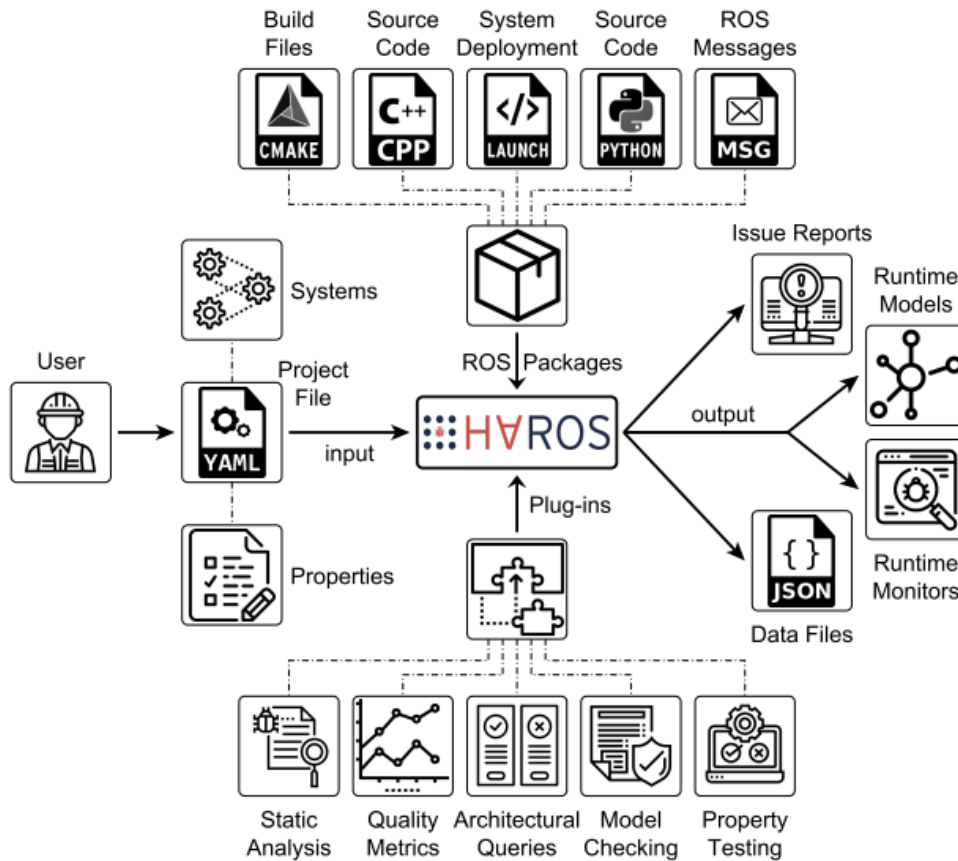 Build
Files
Source
Code
System
Deployment
Source
Code
ROS
Messages
CMAKE
C++
CPP
</>
LAUNCH
PYTHON
MSG
Systems
Issue Reports
Runtime
Models
User
Project
File
YAML
input
ROS Packages
H∀ROS
output
Plug-ins
Properties
{ }
JSON
Data Files
Runtime
Monitors
Static
Analysis
Quality
Metrics
Architectural
Queries
Model
Checking
Property
Testing